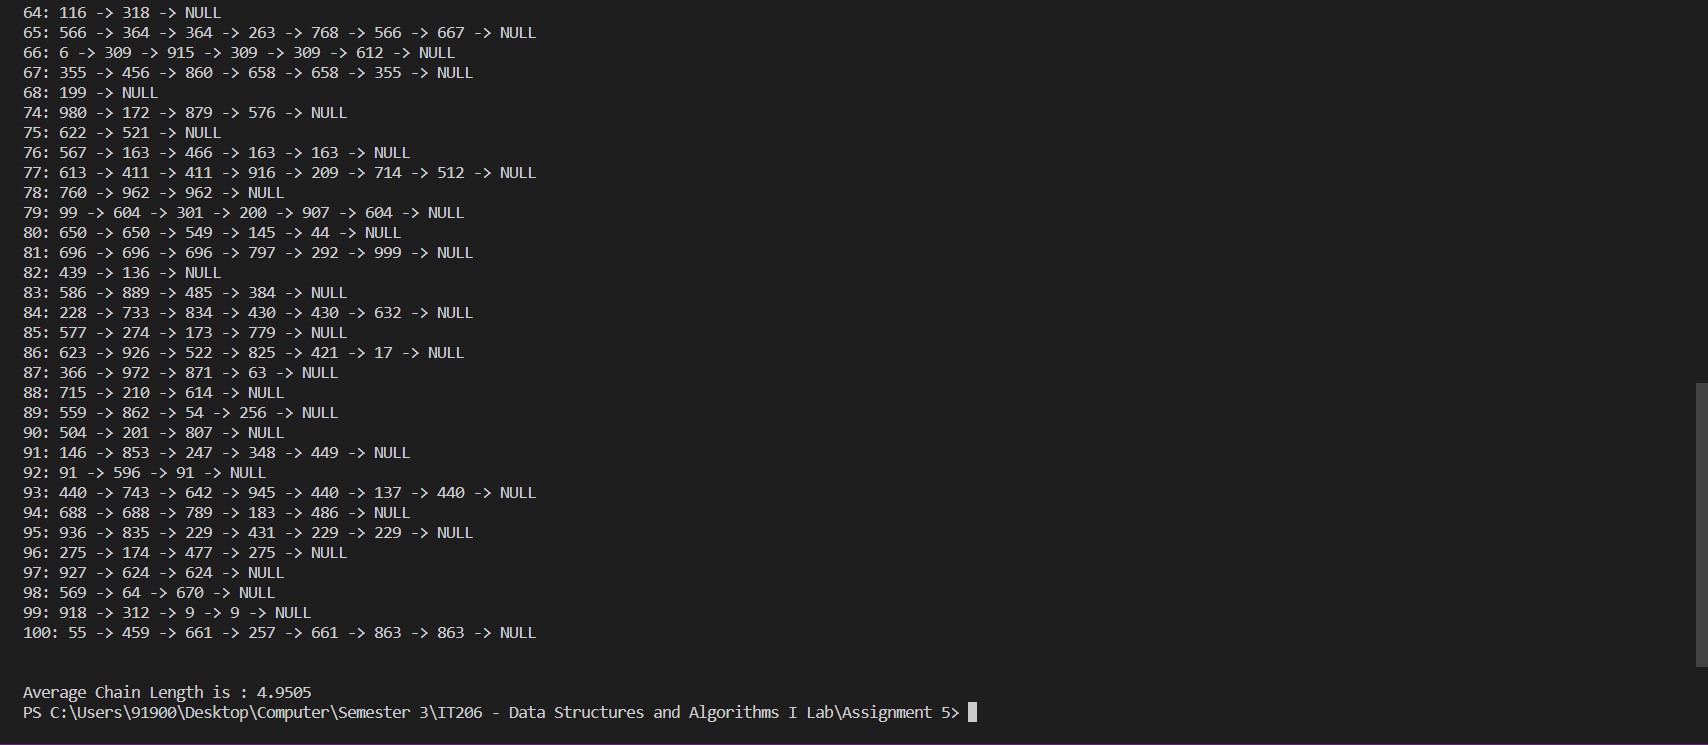 64: 116 -> 318 -> NULL
65: 566 -> 364 -> 364 -> 263 -> 768 -> 566 -> 667 -> NULL
66: 6 -> 309 -> 915 -> 309 -> 309 -> 612 -> NULL
67: 355 -> 456 -> 860 -> 658 -> 658 -> 355 -> NULL
68: 199 -> NULL
74: 980 -> 172 -> 879 -> 576 -> NULL
75: 622 -> 521 -> NULL
76: 567 -> 163 -> 466 -> 163 -> 163 -> NULL
77: 613 -> 411 -> 411 -> 916 -> 209 -> 714 -> 512 -> NULL
78: 760 -> 962 -> 962 -> NULL
79: 99 -> 604 -> 301 -> 200 -> 907 -> 604 -> NULL
80: 650 -> 650 -> 549 -> 145 -> 44 -> NULL
81: 696 -> 696 -> 696 -> 797 -> 292 -> 999 -> NULL
82: 439 -> 136 -> NULL
83: 586 -> 889 -> 485 -> 384 -> NULL
84: 228 -> 733 -> 834 -> 430 -> 430 -> 632 -> NULL
85: 577 -> 274 -> 173 -> 779 -> NULL
86: 623 -> 926 -> 522 -> 825 -> 421 -> 17 -> NULL
87: 366 -> 972 -> 871 -> 63 -> NULL
88: 715 -> 210 -> 614 -> NULL
89: 559 -> 862 -> 54 -> 256 -> NULL
90: 504 -> 201 -> 807 -> NULL
91: 146 -> 853 -> 247 -> 348 -> 449 -> NULL
92: 91 -> 596 -> 91 -> NULL
93: 440 -> 743 -> 642 -> 945 -> 440 -> 137 -> 440 -> NULL
94: 688 -> 688 -> 789 -> 183 -> 486 -> NULL
95: 936 -> 835 -> 229 -> 431 -> 229 -> 229 -> NULL
96: 275 -> 174 -> 477 -> 275 -> NULL
97: 927 -> 624 -> 624 -> NULL
98: 569 -> 64 -> 670 -> NULL
99: 918 -> 312 -> 9 -> 9 -> NULL
100: 55 -> 459 -> 661 -> 257 -> 661 -> 863 -> 863 -> NULL
Average Chain Length is : 4.9505
PS C:\Users\91900\Desktop\Computer\Semester 3\IT206 - Data Structures and Algorithms I Lab\Assignment 5>